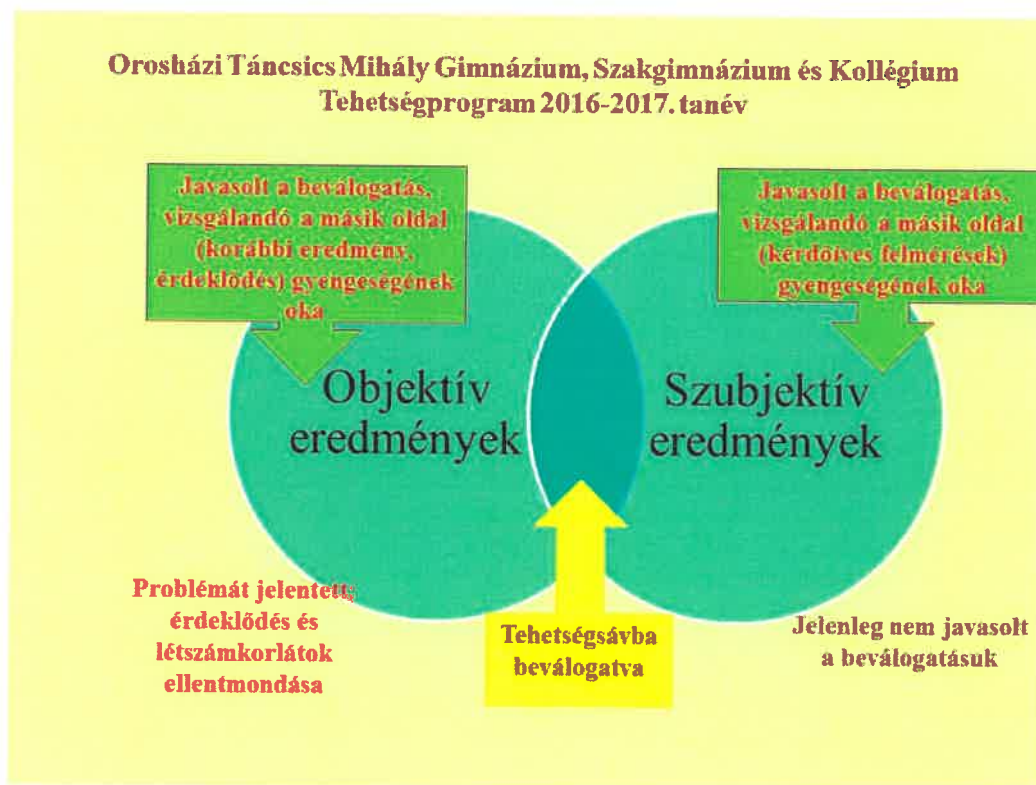 Orosházi Táncsics Mihály Gimnázium, Szakgimnázium és Kollégium
Tehetségprogram 2016-2017. tanév
Javasolt a beválogatás,
vizsgálandó a másik oldal
(korábbi eredmény,
érdeklődés) gyengeségének
oka
Javasolt a beválogatás,
vizsgálandó a másik oldal
(kérdőíves felmérések)
gyengeségének oka
Objektív
eredmények
Szubjektív
eredmények
Problémát jelentett;
érdeklődés és
létszámkorlátok
ellentmondása
Tehetségsávba
beválogatva
Jelenleg nem javasolt
a beválogatásuk